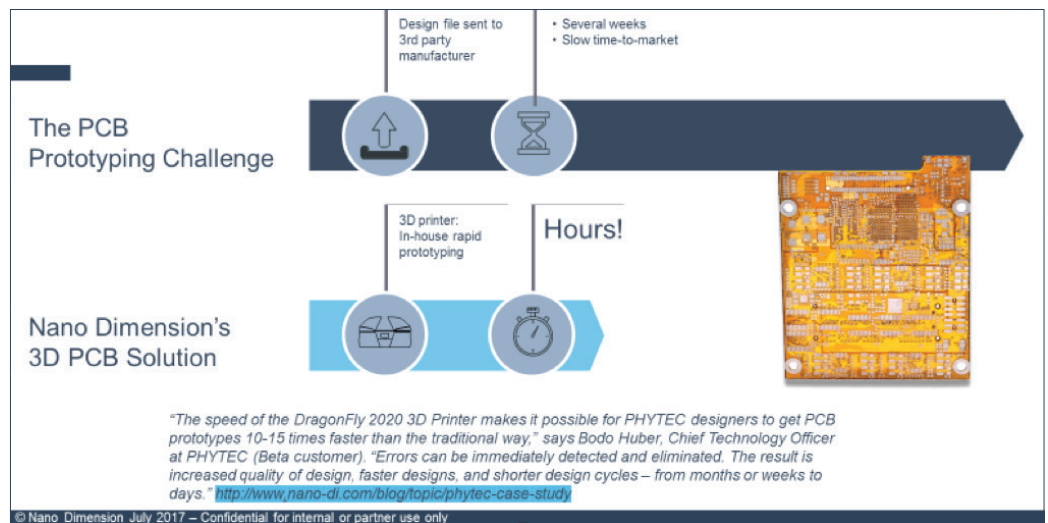 Design file sent to
3rd party
manufacturer
• Several weeks
• Slow time-to-market
The PCB
Prototyping Challenge
3D printer:
In-house rapid
prototyping
Hours!
Nano Dimension's
3D PCB Solution
“The speed of the DragonFly 2020 3D Printer makes it possible for PHYTEC designers to get PCB
prototypes 10-15 times faster than the traditional way,” says Bodo Huber, Chief Technology Officer
at PHYTEC (Beta customer). “Errors can be immediately detected and eliminated. The result is
increased quality of design, faster designs, and shorter design cycles – from months or weeks to
days.” http://www.nano-di.com/blog/topic/phytec-case-study
© Nano Dimension July 2017 – Confidential for internal or partner use only